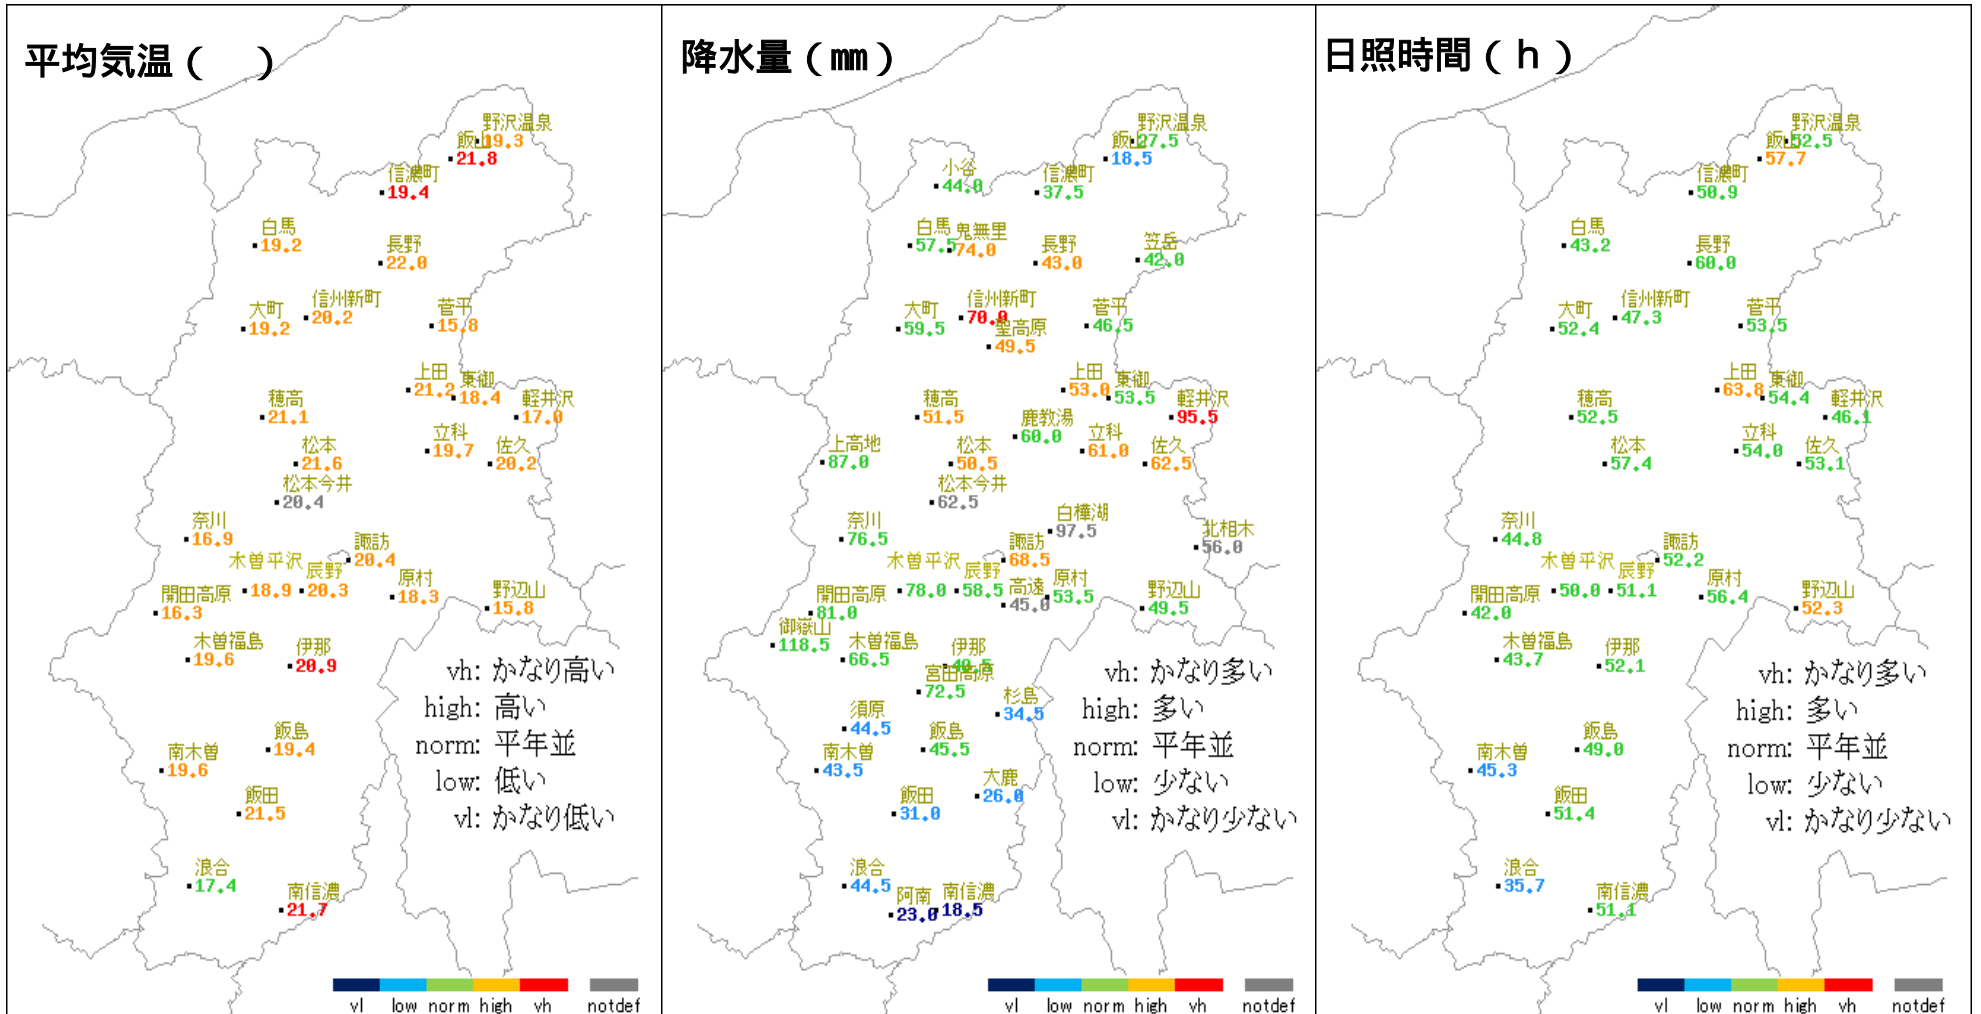 平均気温(　)
野沢温泉
19.3
飯山
21.8
信濃町
19.4
白馬
19.2
長野
22.0
信州新町
20.2
大町
19.2
菅平
15.8
上田
21.2
東御
18.4
軽井沢
17.0
穂高
21.1
立科
19.7
佐久
20.2
松本
21.6
松本今井
20.4
奈川
16.9
諏訪
20.4
木曽平沢
18.9
辰野
20.3
原村
18.3
野辺山
15.8
開田高原
16.3
木曽福島
19.6
伊那
20.9
飯島
19.4
南木曽
19.6
飯田
21.5
浪合
17.4
南信濃
21.7
vh: かなり高い
high: 高い
norm: 平年並
low: 低い
vl: かなり低い
vl low norm high vh notdef
降水量(㎜)
野沢温泉
27.5
飯山
18.5
小谷
44.0
信濃町
37.5
白馬
57.5
鬼無里
74.0
長野
43.0
笠岳
42.0
大町
59.5
信州新町
70.0
聖高原
49.5
菅平
46.5
上田
53.0
東御
53.5
軽井沢
95.5
穂高
51.5
鹿教湯
60.0
立科
61.0
佐久
62.5
上高地
87.0
松本
50.5
松本今井
62.5
白樺湖
97.5
北相木
56.0
奈川
76.5
諏訪
68.5
木曽平沢
78.0
辰野
58.5
高遠
45.0
原村
53.5
野辺山
49.5
開田高原
81.0
御嶽山
118.5
木曽福島
66.5
伊那
宮田高原
72.5
杉島
34.5
須原
44.5
飯島
45.5
南木曽
43.5
大鹿
26.0
飯田
31.0
浪合
44.5
阿南
23.0
南信濃
18.5
vh: かなり多い
high: 多い
norm: 平年並
low: 少ない
vl: かなり少ない
vl low norm high vh notdef
日照時間(ｈ)
野沢温泉
52.5
飯山
57.7
信濃町
50.9
白馬
43.2
長野
60.0
信州新町
47.3
大町
52.4
菅平
53.5
上田
63.8
東御
54.4
軽井沢
46.1
穂高
52.5
立科
54.0
佐久
53.1
松本
57.4
奈川
44.8
諏訪
52.2
木曽平沢
50.0
辰野
51.1
原村
56.4
野辺山
52.3
開田高原
42.0
木曽福島
43.7
伊那
52.1
飯島
49.0
南木曽
45.3
飯田
51.4
浪合
35.7
南信濃
51.1
vh: かなり多い
high: 多い
norm: 平年並
low: 少ない
vl: かなり少ない
vl low norm high vh notdef